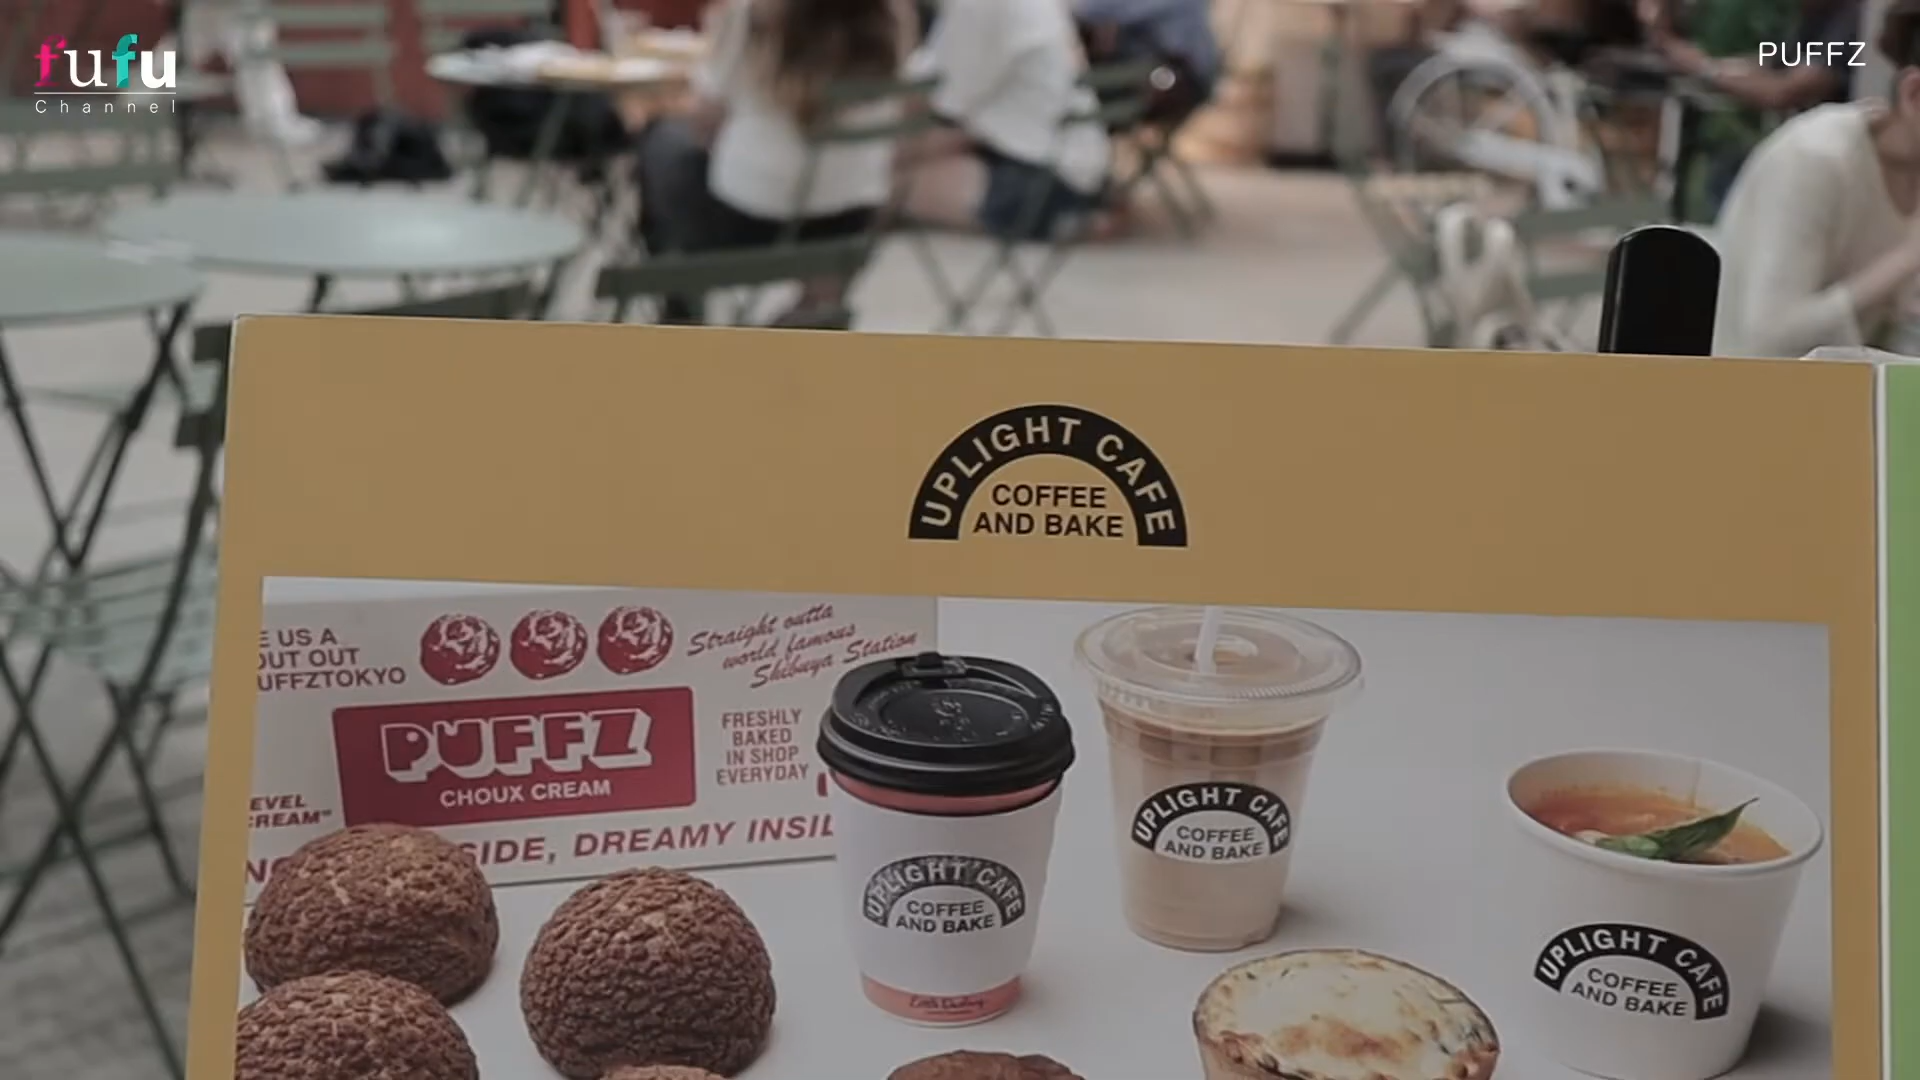 fufu
Channel
PUFFZ
UPLIGHT CAFE
COFFEE
AND BAKE
E US A
OUT OUT
UFFZTOKYO
Straight outta
world famous
Shibuya Station
PUFFZ
CHOUX CREAM
FRESHLY
BAKED
IN SHOP
EVERYDAY
EVEL
CREAM"
SIDE, DREAMY INSI
UPLIGHT CAFE
COFFEE
AND BAKE
UPLIGHT CAFE
COFFEE
AND BAKE
UPLIGHT CAFE
COFFEE
AND BAKE